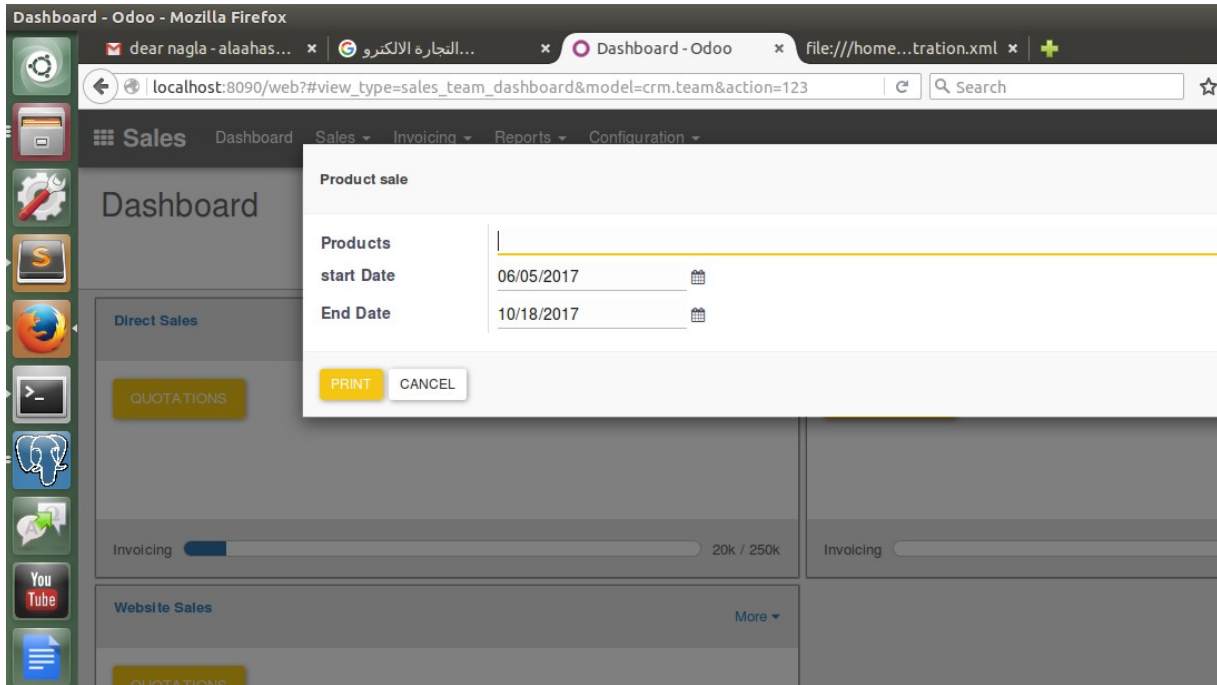 Dashboard - Odoo - Mozilla Firefox
dear nagla - alaahas... ×
التجارة الالكترو... ×
Dashboard - Odoo ×
file:///home...tration.xml ×
localhost:8090/web?#view_type=sales_team_dashboard&model=crm.team&action=123
Search
Sales Dashboard Sales Invoicing Reports Configuration
Dashboard
Product sale
Products
start Date 06/05/2017
End Date 10/18/2017
PRINT CANCEL
Direct Sales
QUOTATIONS
Invoicing 20k / 250k
Invoicing
Website Sales More
QUOTATIONS
You
Tube